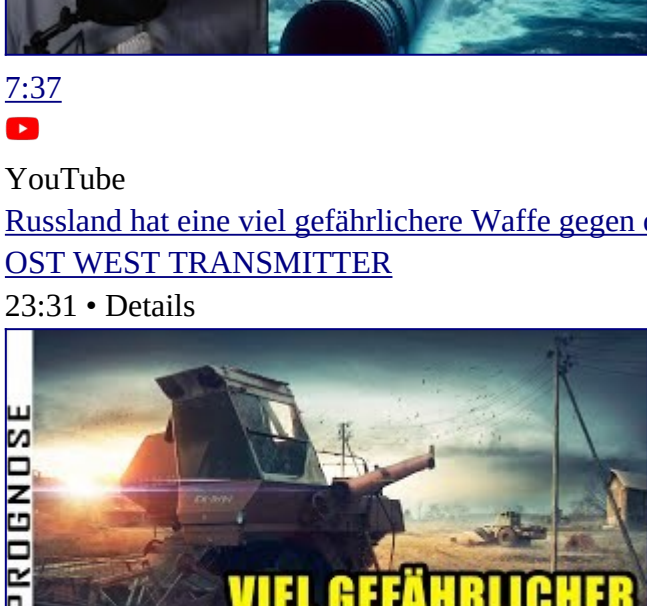 7:37
YouTube
Russland hat eine viel gefährlichere Waffe gegen
OST WEST TRANSMITTER
23:31 • Details
PROGNOSE
VIEL GEFÄHRLICHER